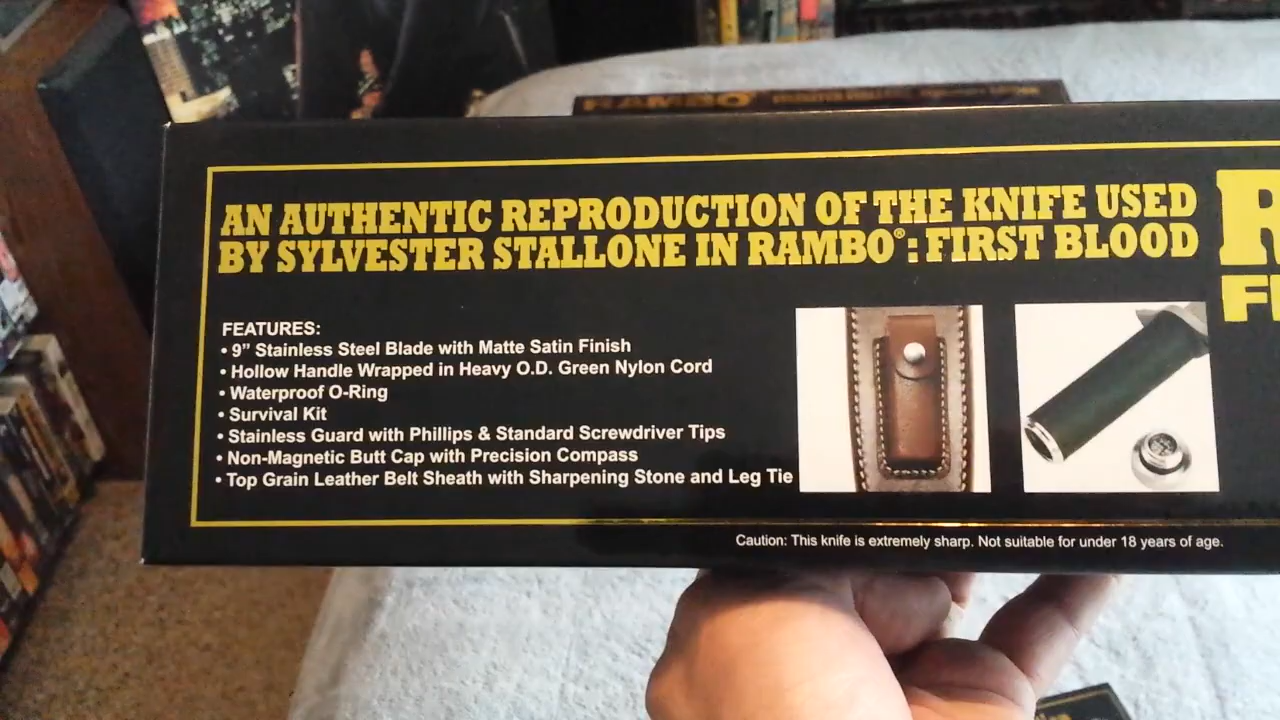 RAMBO
AN AUTHENTIC REPRODUCTION OF THE KNIFE USED
BY SYLVESTER STALLONE IN RAMBO®: FIRST BLOOD
FEATURES:
• 9” Stainless Steel Blade with Matte Satin Finish
• Hollow Handle Wrapped in Heavy O.D. Green Nylon Cord
• Waterproof O-Ring
• Survival Kit
• Stainless Guard with Phillips & Standard Screwdriver Tips
• Non-Magnetic Butt Cap with Precision Compass
• Top Grain Leather Belt Sheath with Sharpening Stone and Leg Tie
Caution: This knife is extremely sharp. Not suitable for under 18 years of age.